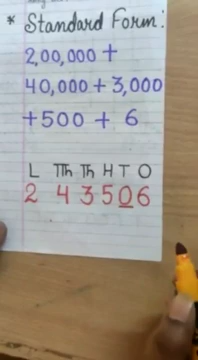 * Standard Form:
2,00,000 +
40,000 + 3,000
+500 + 6
L TTh Th H T O
2 4 3 5 0 6